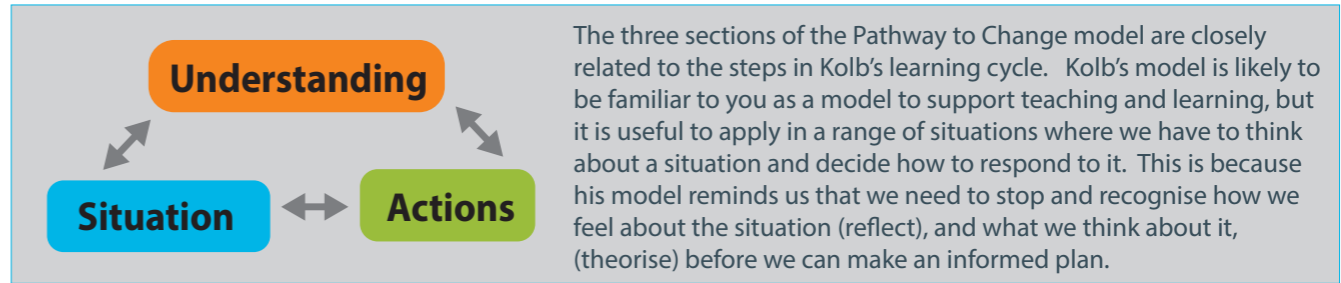 Understanding
Situation
Actions
The three sections of the Pathway to Change model are closely
related to the steps in Kolb's learning cycle.   Kolb's model is likely to
be familiar to you as a model to support teaching and learning, but
it is useful to apply in a range of situations where we have to think
about a situation and decide how to respond to it.  This is because
his model reminds us that we need to stop and recognise how we
feel about the situation (reflect), and what we think about it,
(theorise) before we can make an informed plan.